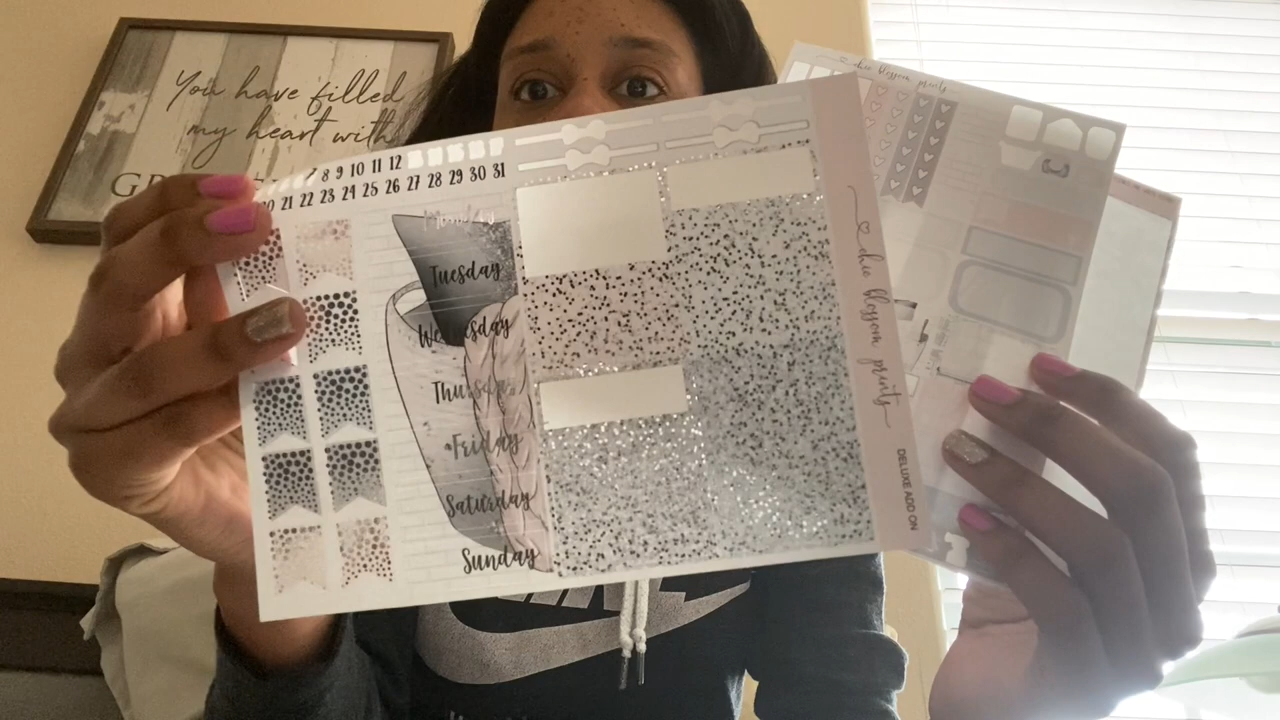 You have filled
my heart with
chic blossom prints
7 8 9 10 11 12
20 21 22 23 24 25 26 27 28 29 30 31
Monday
Tuesday
Wednesday
Thursday
Friday
Saturday
Sunday
chic blossom prints
DELUXE ADD ON